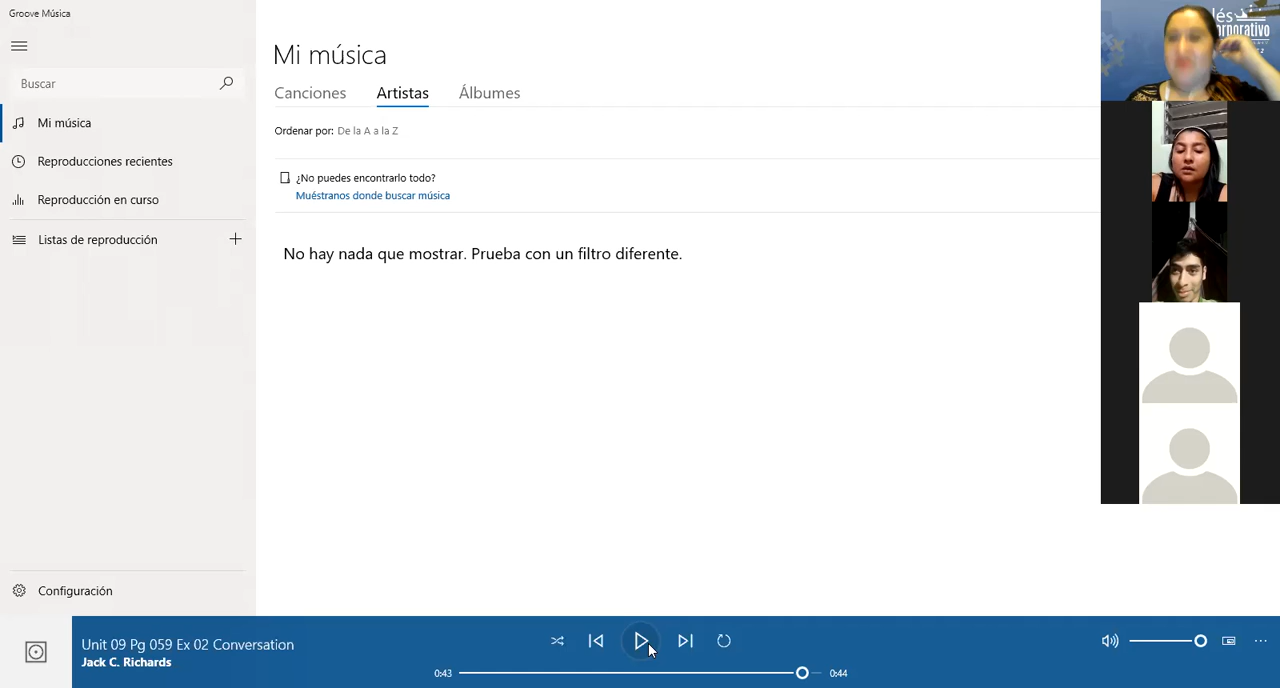 Groove Música
Buscar
Mi música
Reproducciones recientes
Reproducción en curso
Listas de reproducción
Configuración
Mi música
Canciones Artistas Álbumes
Ordenar por: De la A a la Z
¿No puedes encontrarlo todo?
Muéstranos donde buscar música
No hay nada que mostrar. Prueba con un filtro diferente.
Unit 09 Pg 059 Ex 02 Conversation
Jack C. Richards
0:43 0:44